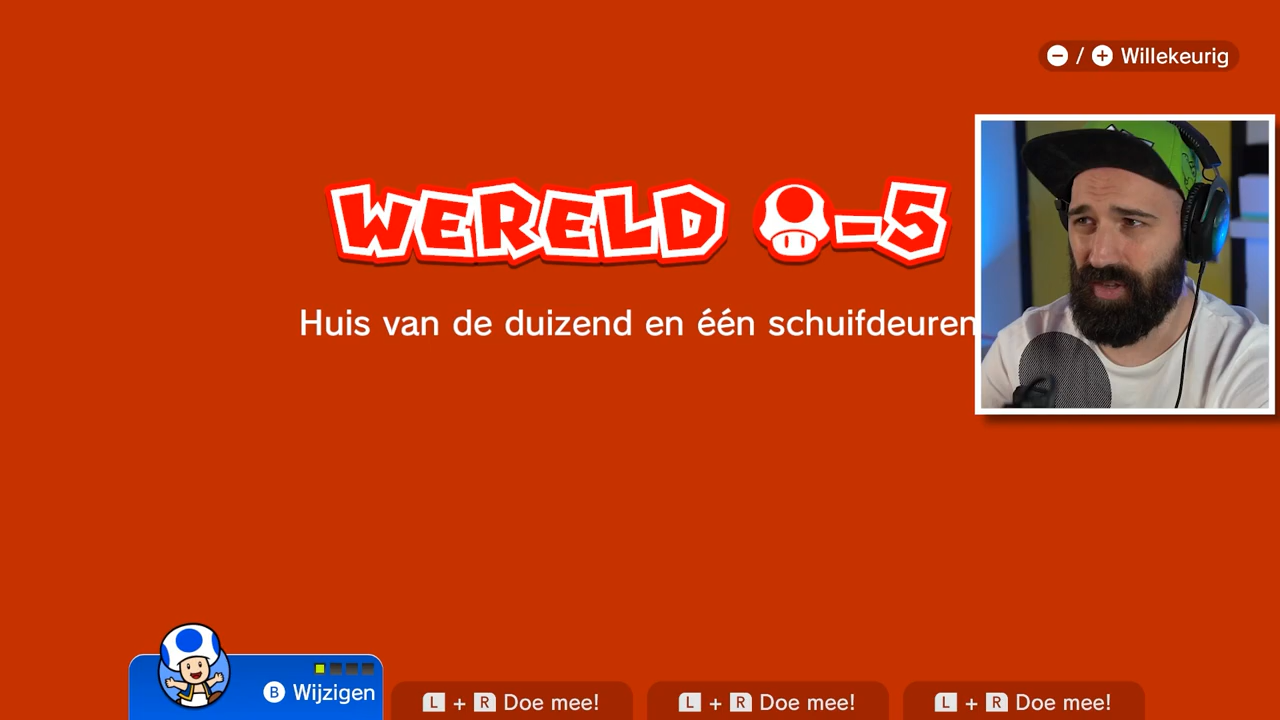 − / + Willekeurig
WERELD -5
Huis van de duizend en één schuifdeuren
B Wijzigen
L + R Doe mee!
L + R Doe mee!
L + R Doe mee!